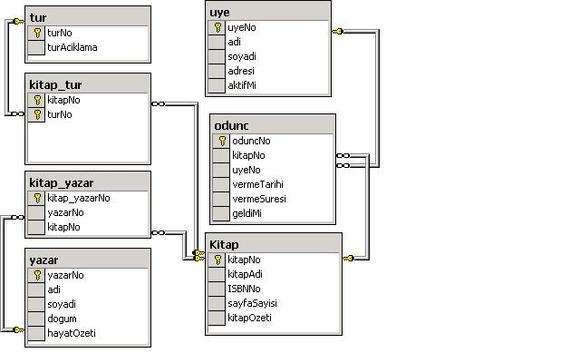 tur
turNo
turAciklama
kitap_tur
kitapNo
turNo
kitap_yazar
kitap_yazarNo
yazarNo
kitapNo
yazar
yazarNo
adi
soyadi
dogum
hayatOzeti
uye
uyeNo
adi
soyadi
adresi
aktifMi
odunc
oduncNo
kitapNo
uyeNo
vermeTarihi
vermeSuresi
geldiMi
Kitap
kitapNo
kitapAdi
ISBNNo
sayfaSayisi
kitapOzeti